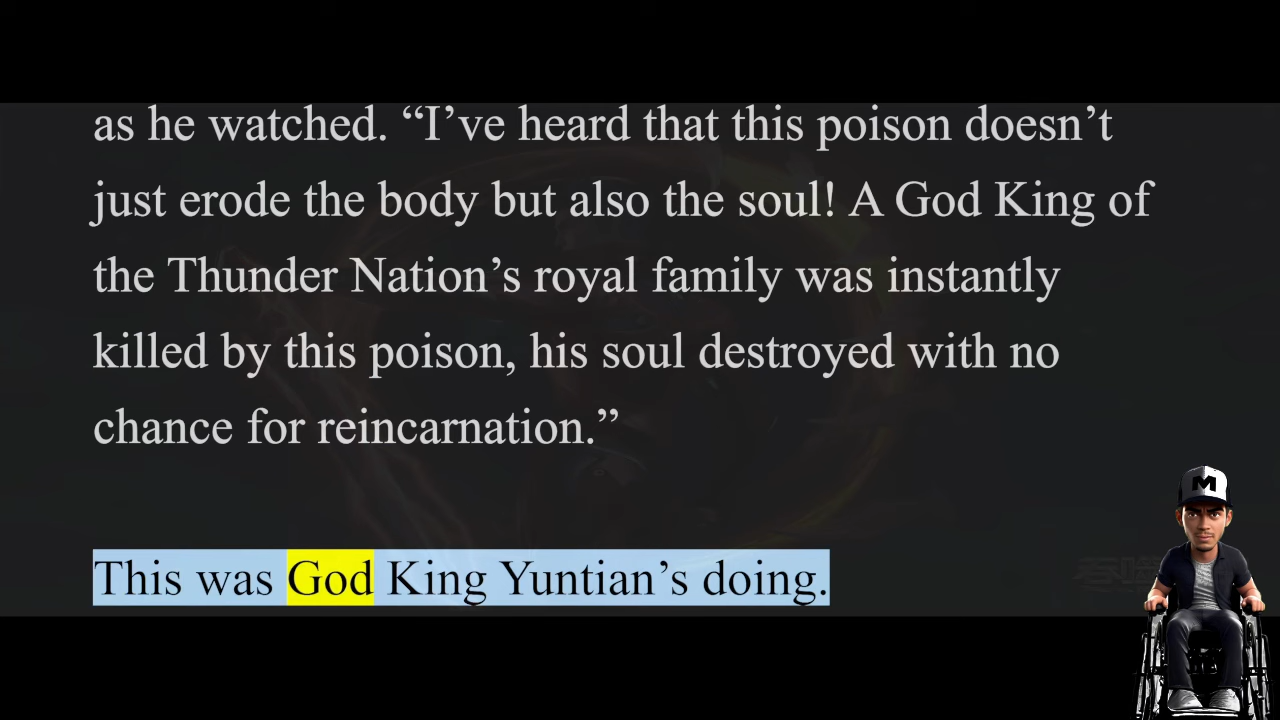 as he watched. “I’ve heard that this poison doesn’t
just erode the body but also the soul! A God King of
the Thunder Nation’s royal family was instantly
killed by this poison, his soul destroyed with no
chance for reincarnation.”
This was God King Yuntian’s doing.
M